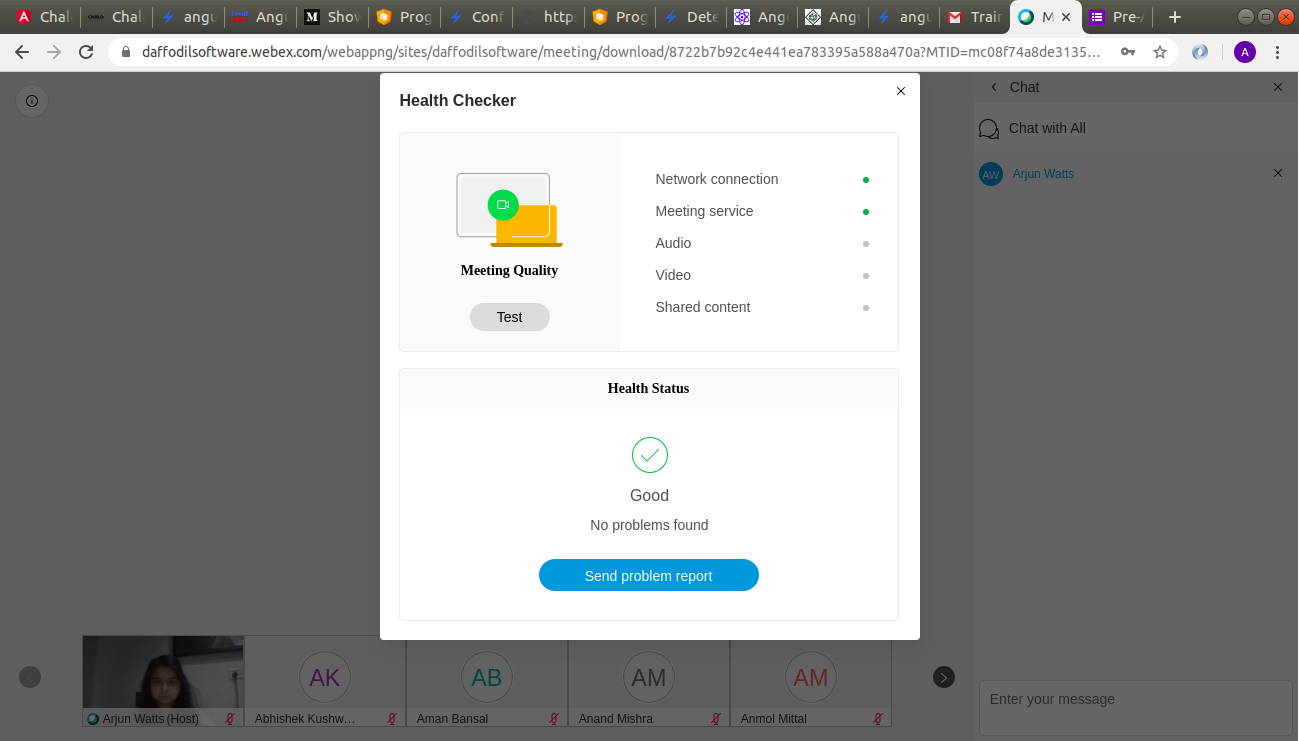 Chal
CHALK
Chal
angu
Angu
M
Show
Prog
Conf
http
Prog
Dete
Angu
Angu
angu
Train
M
Pre-A
daffodilsoftware.webex.com/webappng/sites/daffodilsoftware/meeting/download/8722b7b92c4e441ea783395a588a470a?MTID=mc08f74a8de3135...
A
Health Checker
Meeting Quality
Test
Network connection
Meeting service
Audio
Video
Shared content
Health Status
Good
No problems found
Send problem report
Chat
Chat with All
AW
Arjun Watts
Enter your message
AK
AB
AM
AM
Arjun Watts (Host)
Abhishek Kushw...
Aman Bansal
Anand Mishra
Anmol Mittal